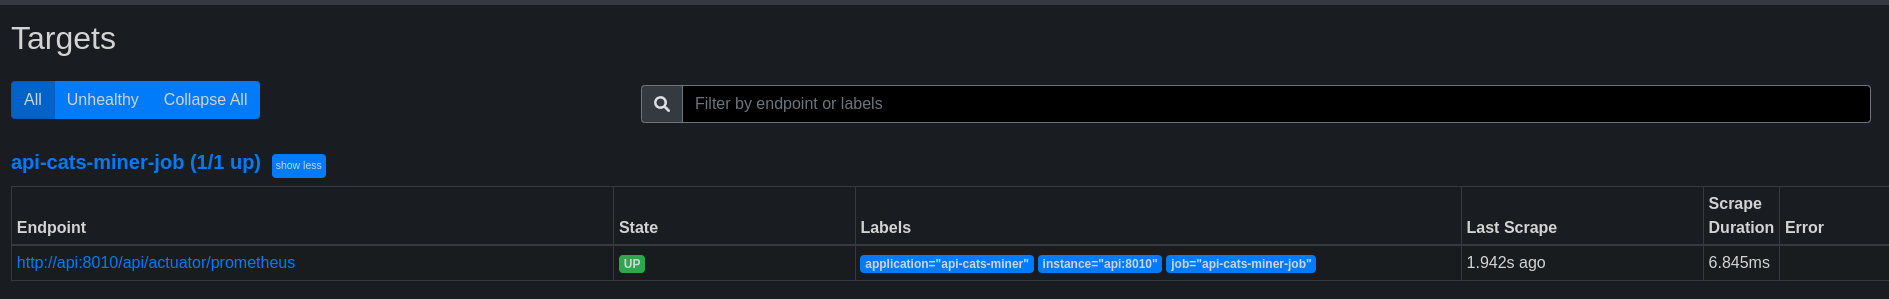 Targets
All Unhealthy Collapse All
Filter by endpoint or labels
api-cats-miner-job (1/1 up) show less
Endpoint State Labels Last Scrape Scrape Duration Error
http://api:8010/api/actuator/prometheus UP application="api-cats-miner" instance="api:8010" job="api-cats-miner-job" 1.942s ago 6.845ms